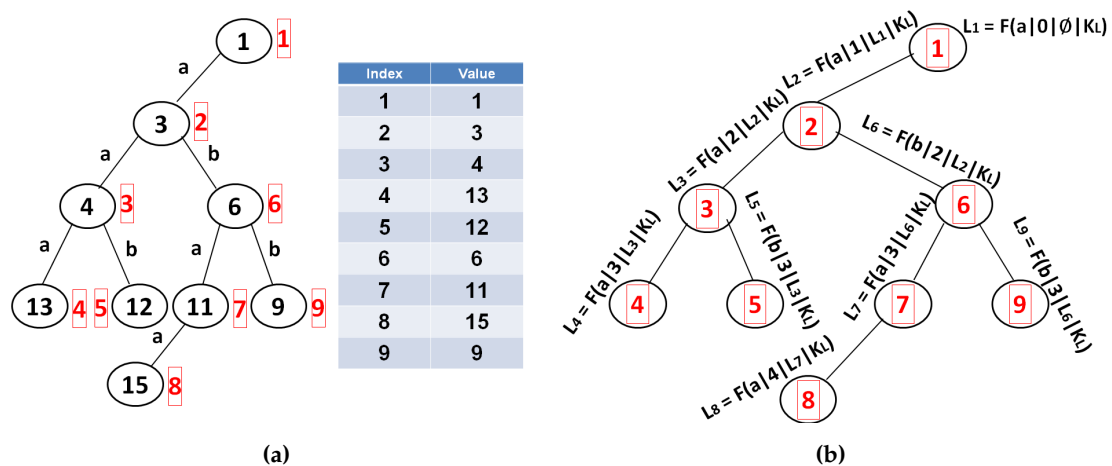 1 1
a
3 2
a b
4 3 6 6
a b a b
13 4 5 12 11 7 9 9
a
15 8
Index Value
1 1
2 3
3 4
4 13
5 12
6 6
7 11
8 15
9 9
(a)
L1 = F(a|0|Ø|KL)
1
L2 = F(a|1|L1|KL)
2
L3 = F(a|2|L2|KL)
L6 = F(b|2|L2|KL)
3
6
L4 = F(a|3|L3|KL)
L5 = F(b|3|L3|KL)
L7 = F(a|3|L6|KL)
L9 = F(b|3|L6|KL)
4 5 7 9
L8 = F(a|4|L7|KL)
8
(b)